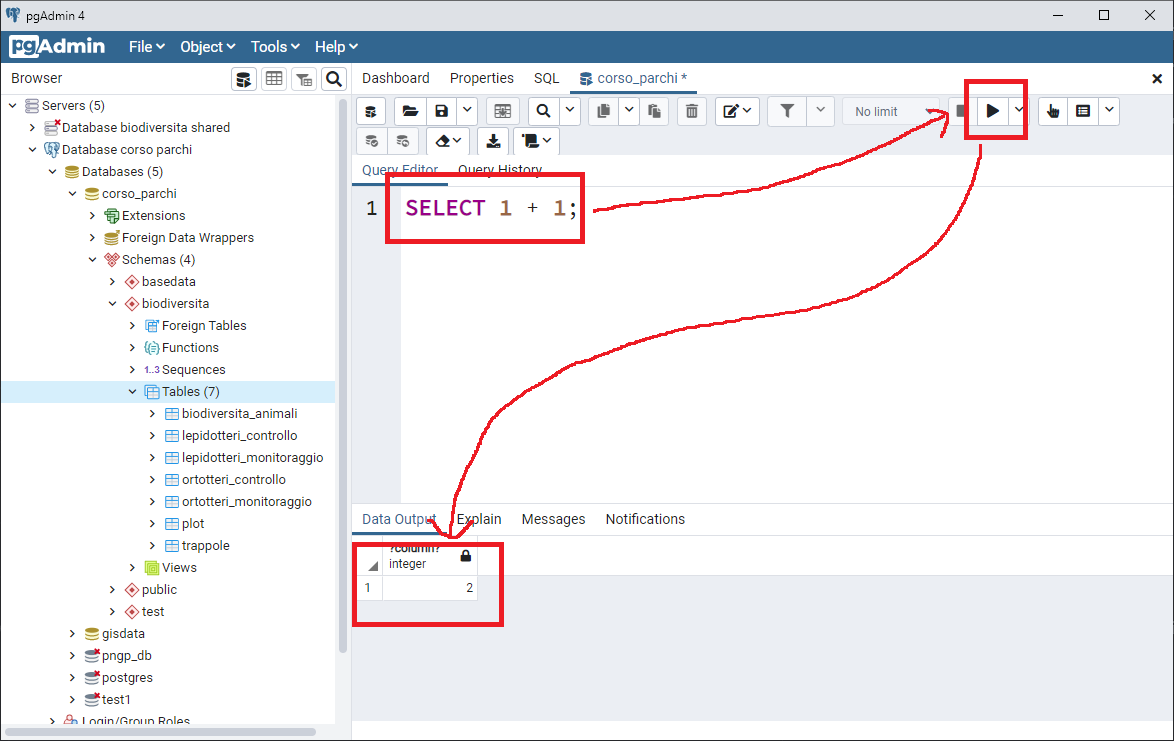 pgAdmin 4
pgAdmin File Object Tools Help
Browser
Dashboard Properties SQL corso_parchi *
No limit
Servers (5)
Database biodiversita shared
Database corso parchi
Databases (5)
corso_parchi
Extensions
Foreign Data Wrappers
Schemas (4)
basedata
biodiversita
Foreign Tables
Functions
1..3 Sequences
Tables (7)
biodiversita_animali
lepidotteri_controllo
lepidotteri_monitoraggio
ortotteri_controllo
ortotteri_monitoraggio
plot
trappole
Views
public
test
gisdata
pngp_db
postgres
test1
Login/Group Roles
Query Editor Query History
1 SELECT 1 + 1;
Data Output Explain Messages Notifications
?column?
integer
1 2